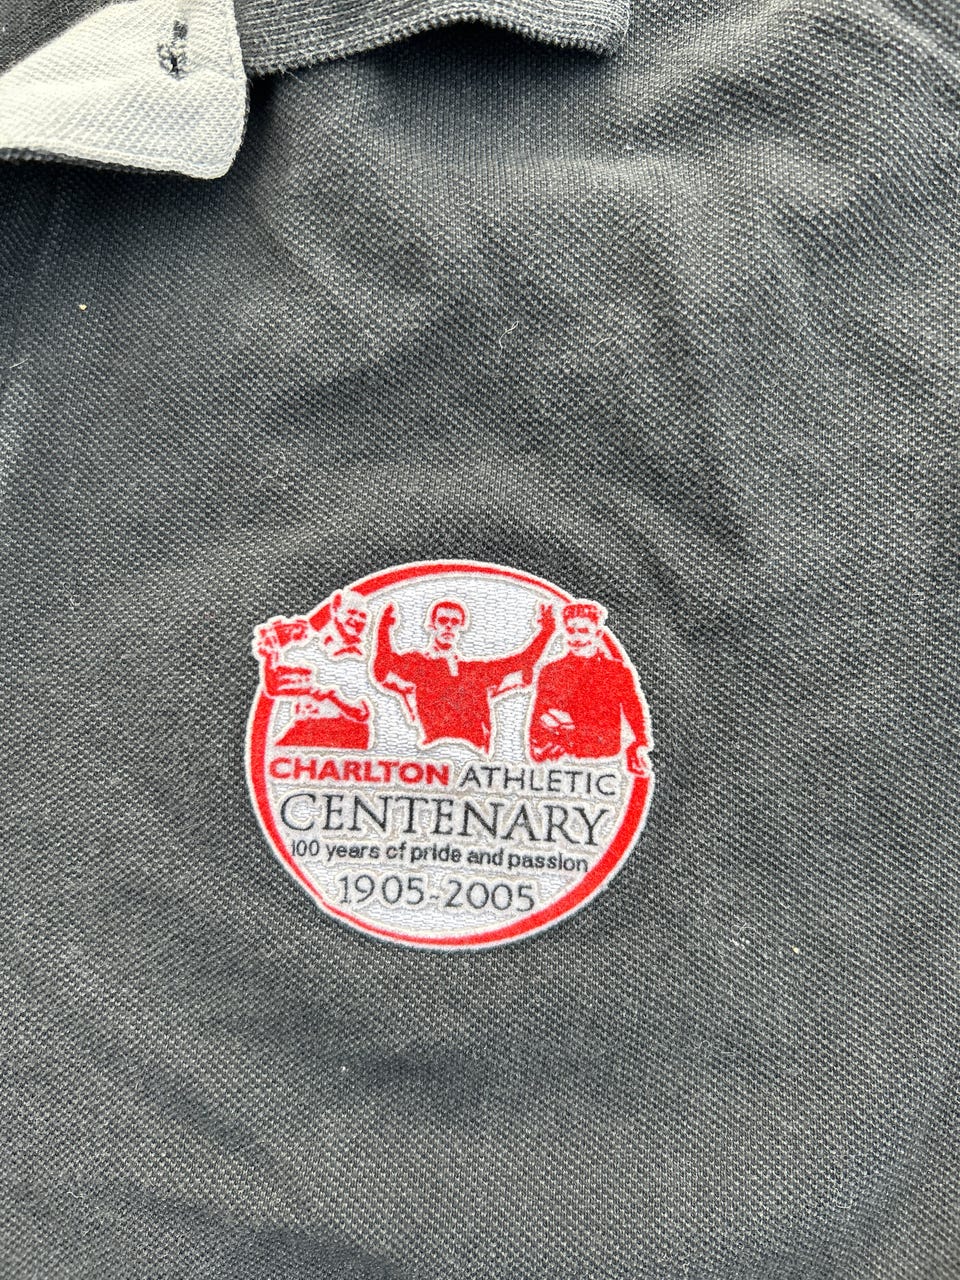 CHARLTON ATHLETIC
CENTENARY
100 years of pride and passion
1905-2005